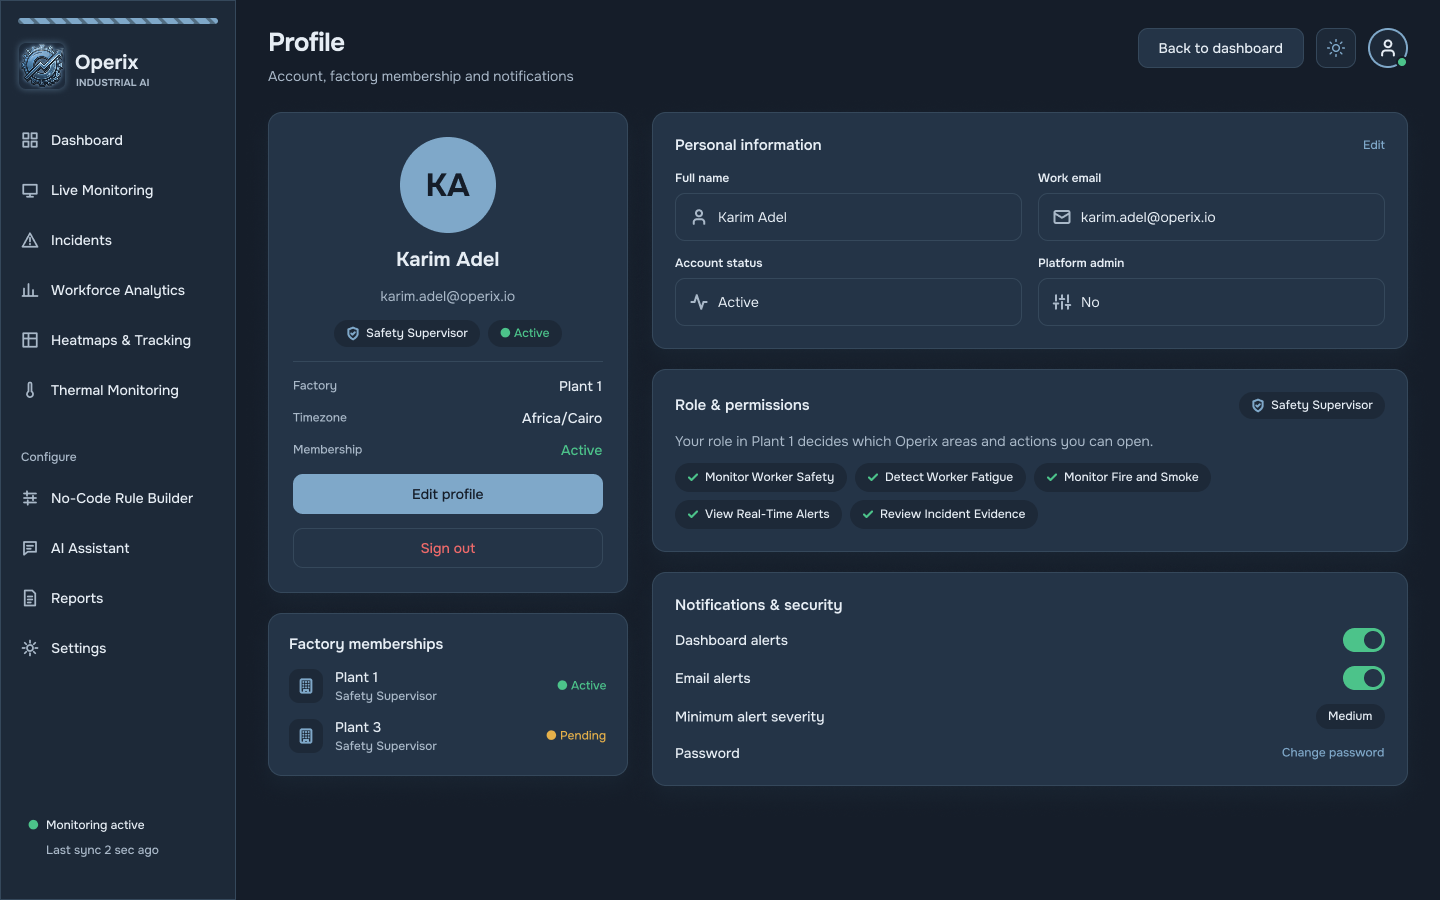 Operix
INDUSTRIAL AI
Dashboard
Live Monitoring
Incidents
Workforce Analytics
Heatmaps & Tracking
Thermal Monitoring
Configure
No-Code Rule Builder
AI Assistant
Reports
Settings
Monitoring active
Last sync 2 sec ago
Profile
Account, factory membership and notifications
Back to dashboard
KA
Karim Adel
karim.adel@operix.io
Safety Supervisor
Active
Factory Plant 1
Timezone Africa/Cairo
Membership Active
Edit profile
Sign out
Factory memberships
Plant 1
Safety Supervisor
Active
Plant 3
Safety Supervisor
Pending
Personal information
Edit
Full name
Karim Adel
Work email
karim.adel@operix.io
Account status
Active
Platform admin
No
Role & permissions
Safety Supervisor
Your role in Plant 1 decides which Operix areas and actions you can open.
Monitor Worker Safety
Detect Worker Fatigue
Monitor Fire and Smoke
View Real-Time Alerts
Review Incident Evidence
Notifications & security
Dashboard alerts
Email alerts
Minimum alert severity Medium
Password Change password